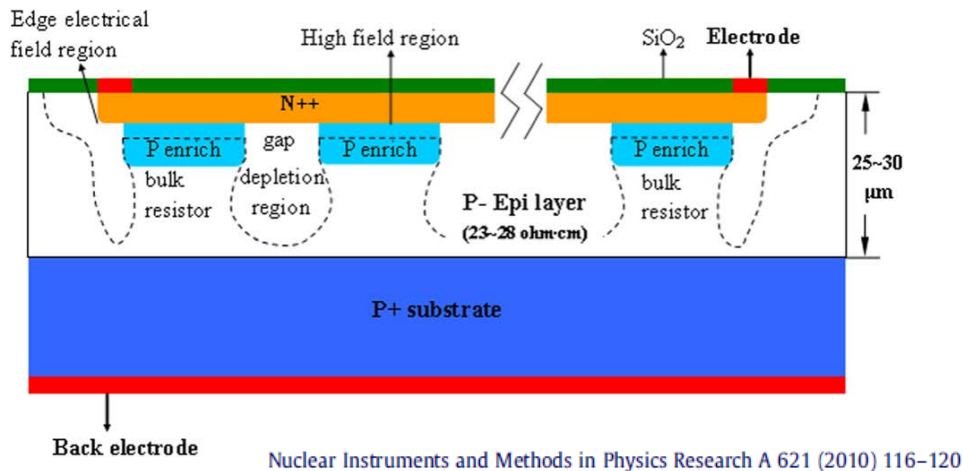 Edge electrical
field region
High field region
SiO₂
Electrode
N++
P enrich
gap
P enrich
P enrich
bulk
resistor
depletion
region
P- Epi layer
(23~28 ohm·cm)
bulk
resistor
25~30
μm
P+ substrate
Back electrode
Nuclear Instruments and Methods in Physics Research A 621 (2010) 116–120